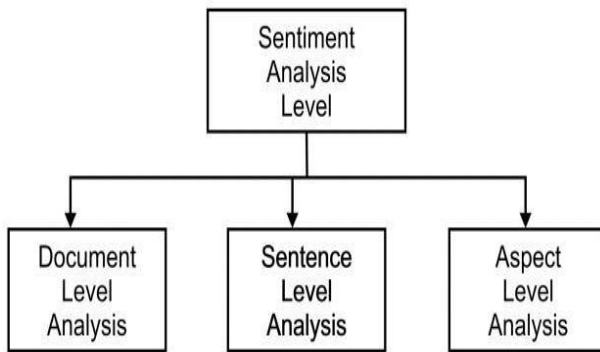 Sentiment
Analysis
Level
Document
Level
Analysis
Sentence
Level
Analysis
Aspect
Level
Analysis